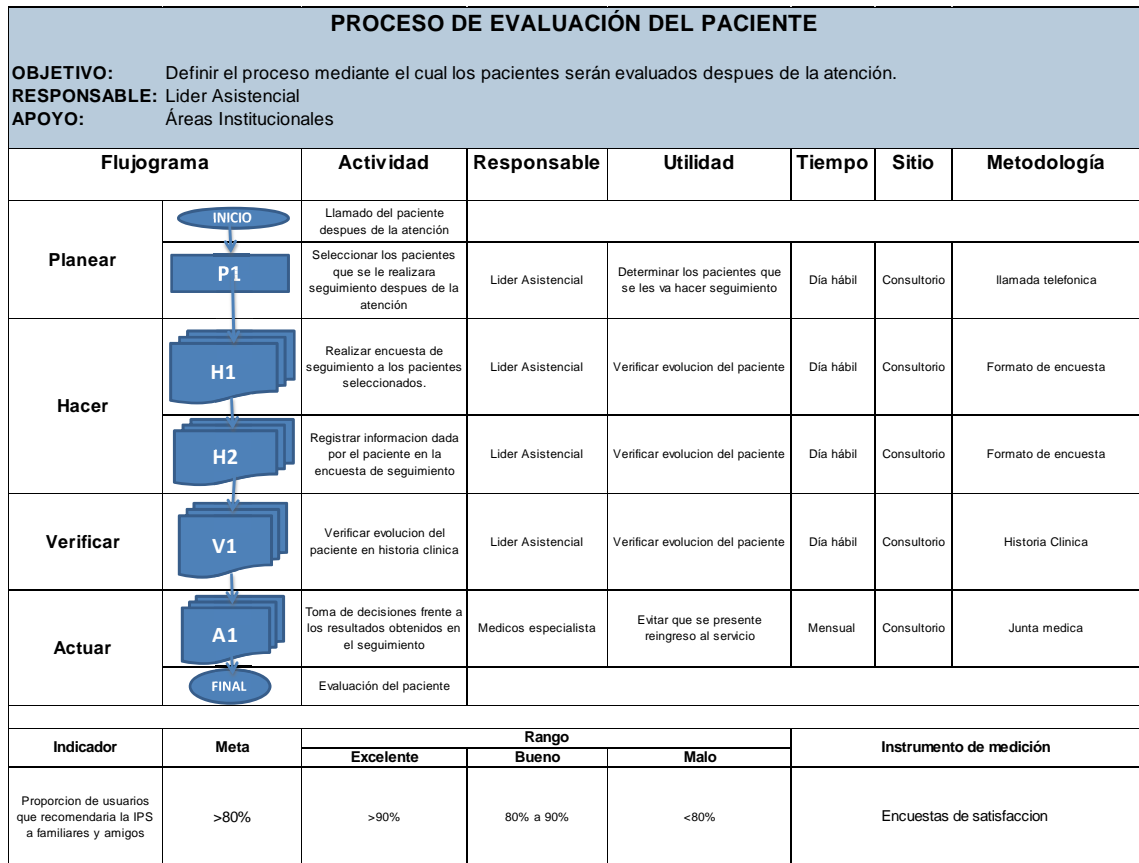 PROCESO DE EVALUACIÓN DEL PACIENTE
OBJETIVO: Definir el proceso mediante el cual los pacientes serán evaluados despues de la atención.
RESPONSABLE: Lider Asistencial
APOYO: Áreas Institucionales
Flujograma Actividad Responsable Utilidad Tiempo Sitio Metodología
Planear
INICIO
Llamado del paciente
despues de la atención
P1
Seleccionar los pacientes
que se le realizara
seguimiento despues de la
atención
Lider Asistencial
Determinar los pacientes que
se les va hacer seguimiento
Día hábil
Consultorio
llamada telefonica
Hacer
H1
Realizar encuesta de
seguimiento a los pacientes
seleccionados.
Lider Asistencial
Verificar evolucion del paciente
Día hábil
Consultorio
Formato de encuesta
H2
Registrar informacion dada
por el paciente en la
encuesta de seguimiento
Lider Asistencial
Verificar evolucion del paciente
Día hábil
Consultorio
Formato de encuesta
Verificar
V1
Verificar evolucion del
paciente en historia clinica
Lider Asistencial
Verificar evolucion del paciente
Día hábil
Consultorio
Historia Clinica
Actuar
A1
Toma de decisiones frente a
los resultados obtenidos en
el seguimiento
Medicos especialista
Evitar que se presente
reingreso al servicio
Mensual
Consultorio
Junta medica
FINAL
Evaluación del paciente
Indicador Meta Rango Instrumento de medición
Excelente Bueno Malo
Proporcion de usuarios
que recomendaria la IPS
a familiares y amigos
>80%
>90%
80% a 90%
<80%
Encuestas de satisfaccion